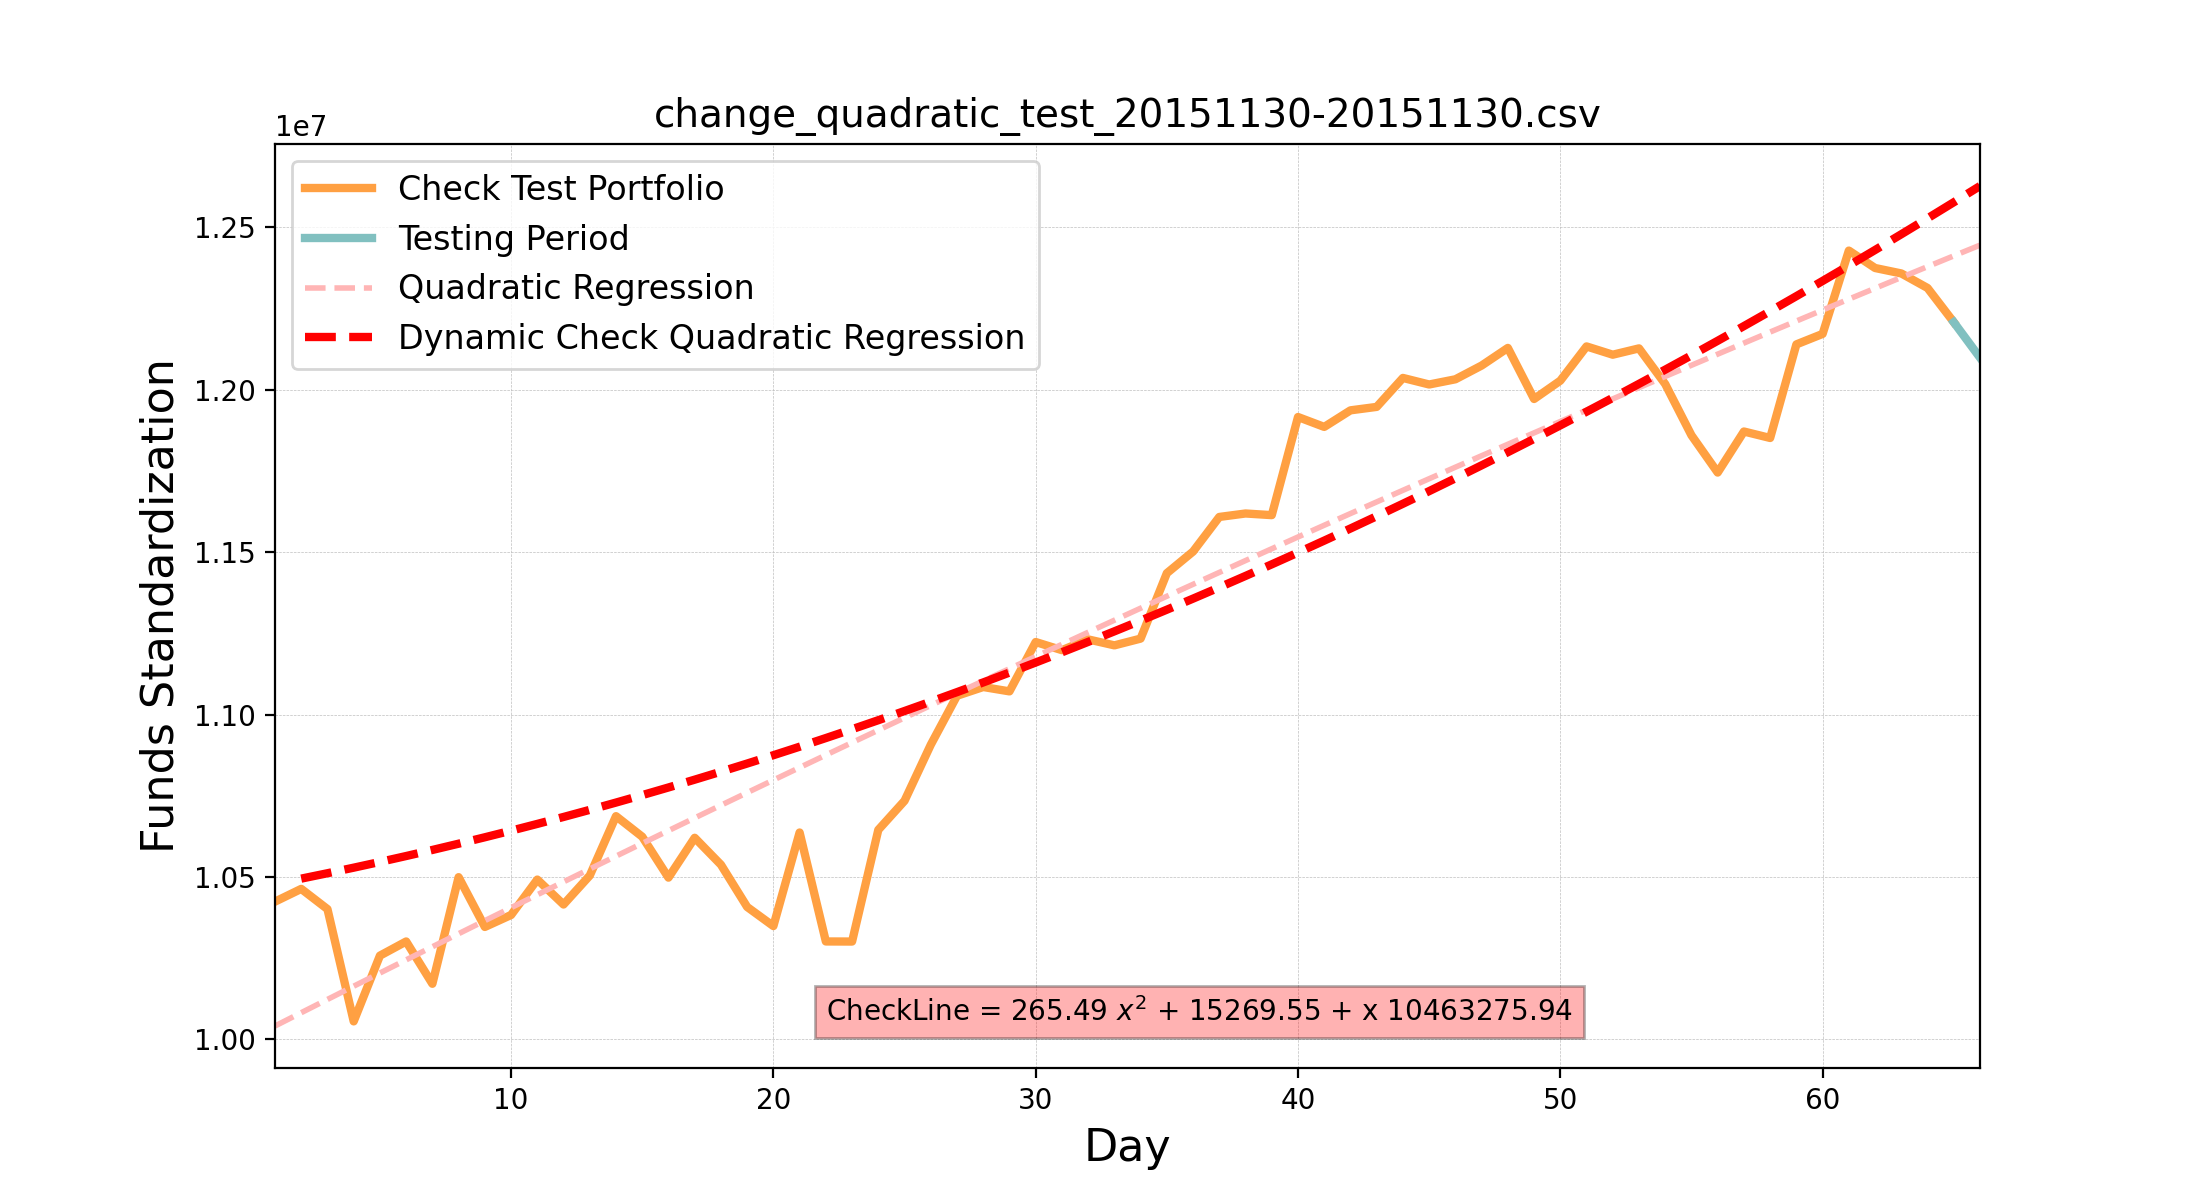 change_quadratic_test_20151130-20151130.csv
1e7
Check Test Portfolio
Testing Period
Quadratic Regression
Dynamic Check Quadratic Regression
Funds Standardization
1.25
1.20
1.15
1.10
1.05
1.00
CheckLine = 265.49 x² + 15269.55 + x 10463275.94
10 20 30 40 50 60
Day